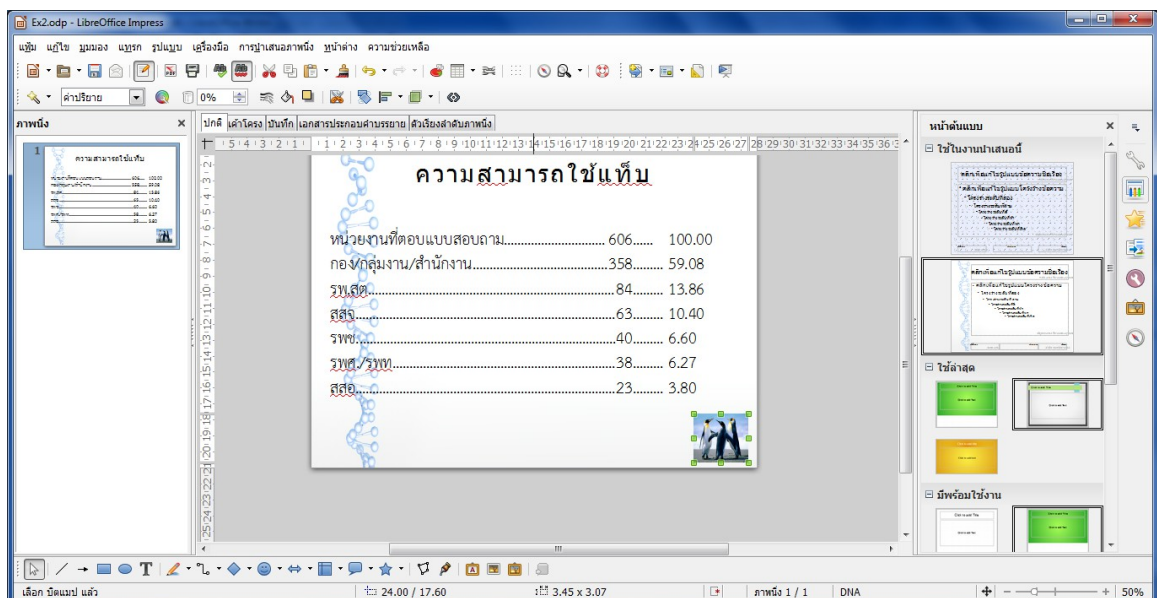 Ex2.odp - LibreOffice Impress
แฟ้ม แก้ไข มุมมอง แทรก รูปแบบ เครื่องมือ การนำเสนอภาพนิ่ง หน้าต่าง ความช่วยเหลือ
0%
ค่าปริยาย
ภาพนิ่ง
ปกติ เค้าโครง บันทึก เอกสารประกอบคำบรรยาย ตัวเรียงลำดับภาพนิ่ง
หน้าต้นแบบ
1
ความสามารถใช้แท็บ
หน่วยงานที่ตอบแบบสอบถาม........................ 606...... 100.00
กอง/กลุ่มงาน/สำนักงาน................................358......... 59.08
รพ.สต.............................................................84......... 13.86
สสจ................................................................63......... 10.40
รพช................................................................40......... 6.60
รพศ./รพท.......................................................38......... 6.27
สสอ................................................................23......... 3.80
ใช้ในงานนำเสนอนี้
ใช้ล่าสุด
มีพร้อมใช้งาน
เลือก บิตแมป แล้ว
24.00 / 17.60
3.45 x 3.07
ภาพนิ่ง 1 / 1
DNA
50%